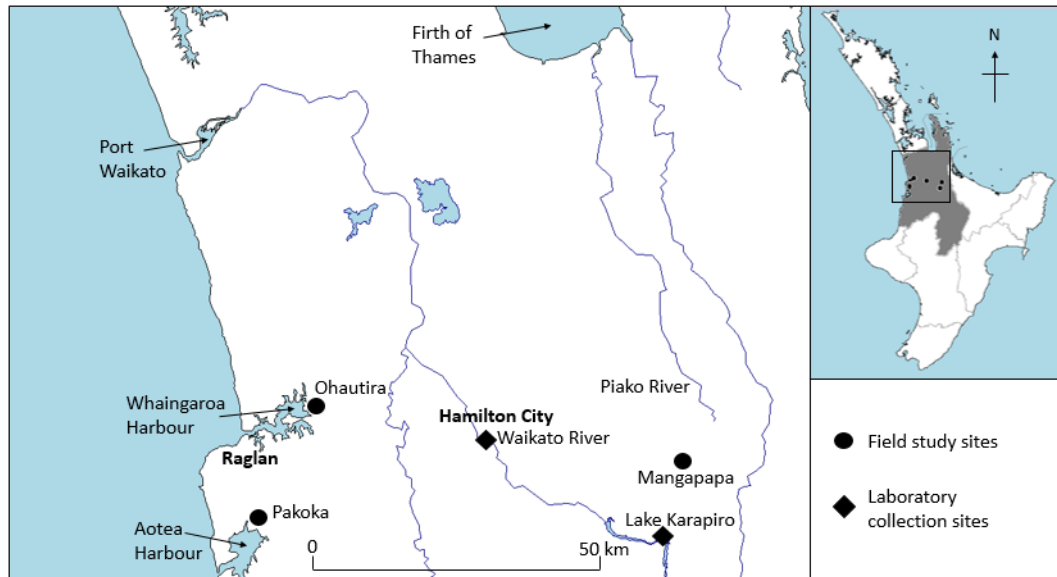 Firth of
Thames
N
Port
Waikato
Ohautira
Piako River
Whaingaroa
Harbour
Hamilton City
Waikato River
Raglan
Mangapapa
Pakoka
Lake Karapiro
Aotea
Harbour
0
50 km
Field study sites
Laboratory
collection sites